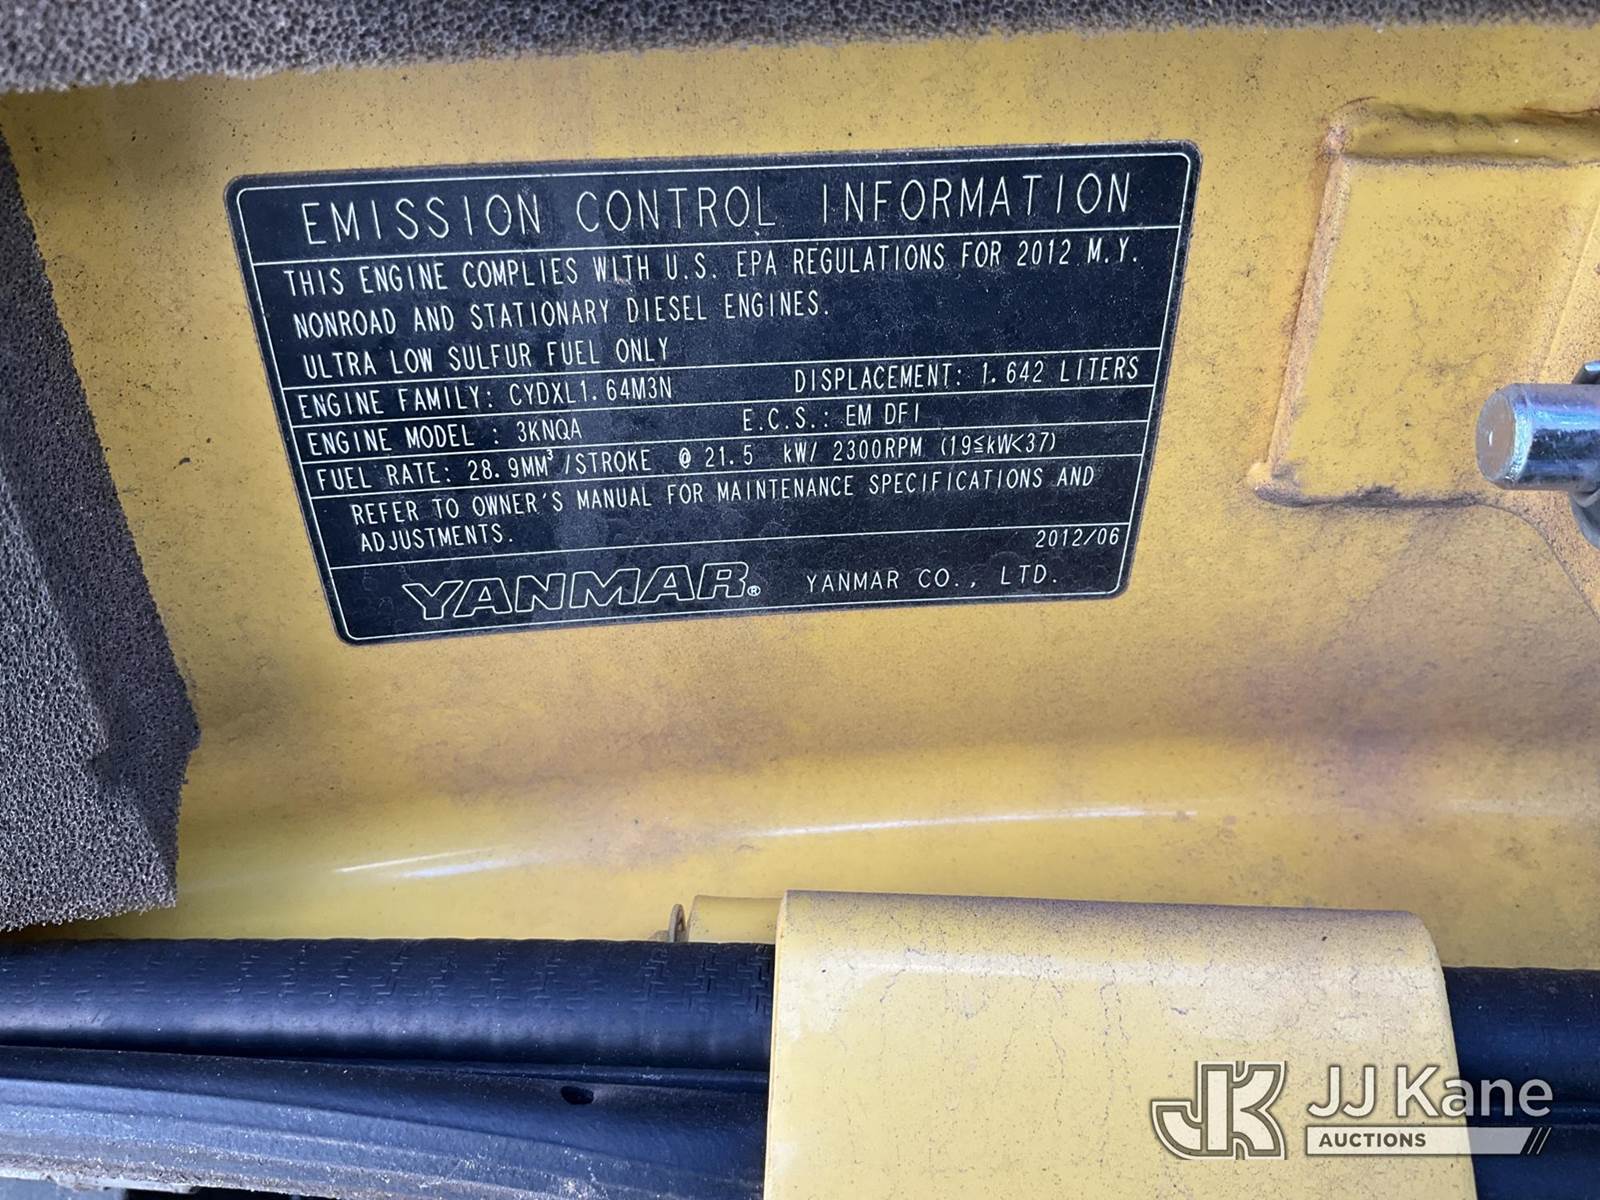 EMISSION CONTROL INFORMATION
THIS ENGINE COMPLIES WITH U.S. EPA REGULATIONS FOR 2012 M.Y.
NONROAD AND STATIONARY DIESEL ENGINES.
ULTRA LOW SULFUR FUEL ONLY
ENGINE FAMILY: CYDXL1.64M3N DISPLACEMENT: 1.642 LITERS
ENGINE MODEL : 3KNQA E.C.S.: EM DFI
FUEL RATE: 28.9MM³/STROKE @ 21.5 kW/ 2300RPM (19≦kW<37)
REFER TO OWNER'S MANUAL FOR MAINTENANCE SPECIFICATIONS AND
ADJUSTMENTS.
2012/06
YANMAR® YANMAR CO., LTD.
JK JJ Kane
AUCTIONS